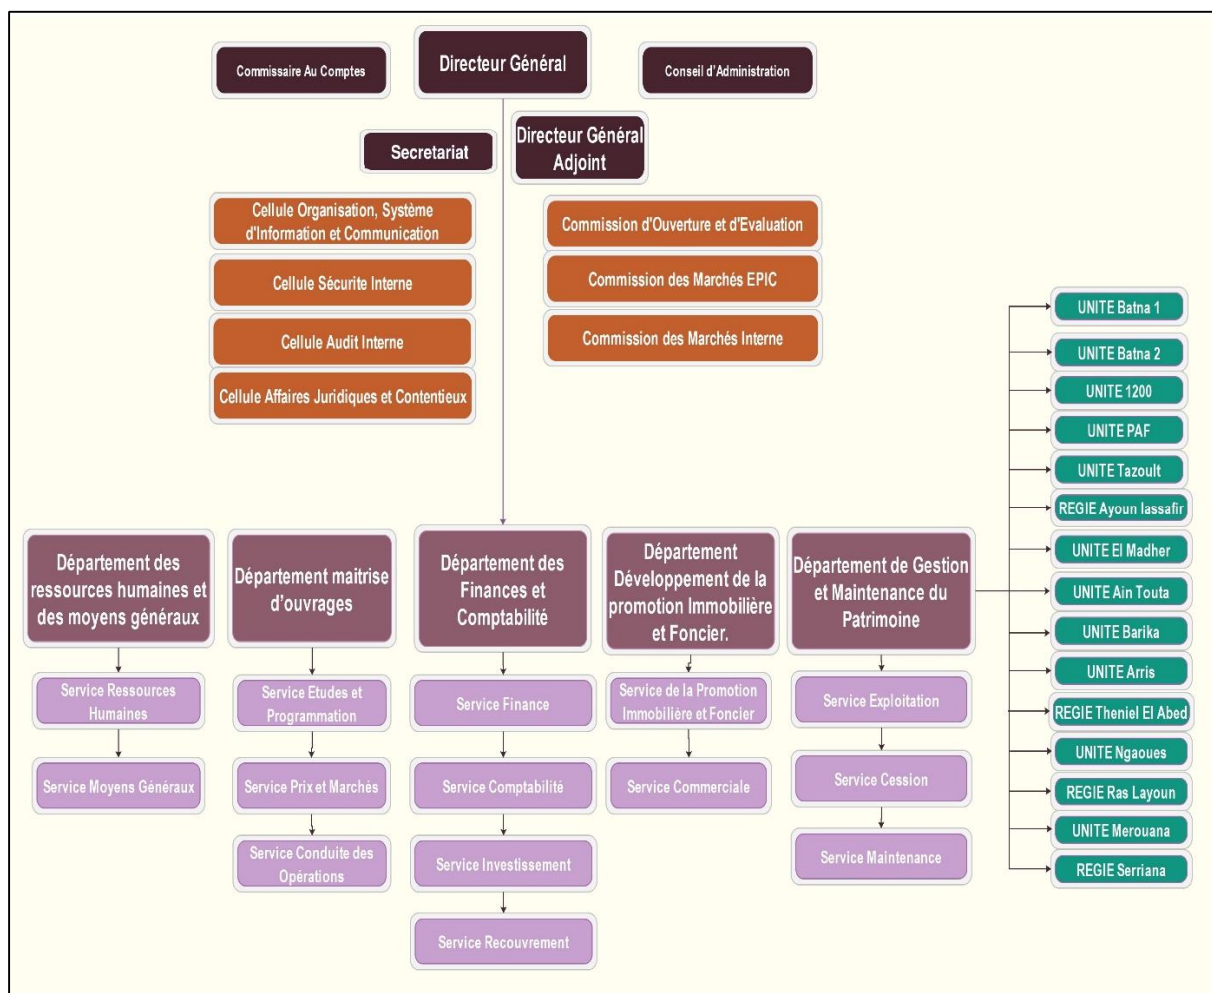 Commissaire Au Comptes
Directeur Général
Conseil d'Administration
Secretariat
Directeur Général
Adjoint
Cellule Organisation, Système
d'Information et Communication
Cellule Sécurite Interne
Cellule Audit Interne
Cellule Affaires Juridiques et Contentieux
Commission d'Ouverture et d'Evaluation
Commission des Marchés EPIC
Commission des Marchés Interne
Département des
ressources humaines et
des moyens généraux
Service Ressources
Humaines
Service Moyens Généraux
Département maitrise
d'ouvrages
Service Etudes et
Programmation
Service Prix et Marchés
Service Conduite des
Opérations
Département des
Finances et
Comptabilité
Service Finance
Service Comptabilité
Service Investissement
Service Recouvrement
Département
Développement de la
promotion Immobilière
et Foncier.
Service de la Promotion
Immobilière et Foncier
Service Commerciale
Département de Gestion
et Maintenance du
Patrimoine
Service Exploitation
Service Cession
Service Maintenance
UNITE Batna 1
UNITE Batna 2
UNITE 1200
UNITE PAF
UNITE Tazoult
REGIE Ayoun lassafir
UNITE El Madher
UNITE Ain Touta
UNITE Barika
UNITE Arris
REGIE Theniel El Abed
UNITE Ngaoues
REGIE Ras Layoun
UNITE Merouana
REGIE Serriana